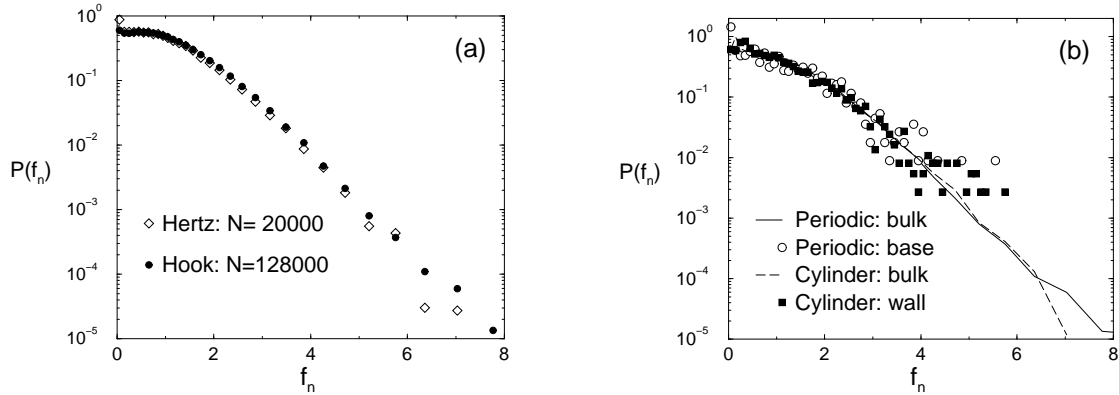 (a)
10^0
10^-1
10^-2
10^-3
10^-4
10^-5
P(f_n)
Hertz: N= 20000
Hook: N=128000
0 2 4 6 8
f_n
(b)
10^0
10^-1
10^-2
10^-3
10^-4
10^-5
P(f_n)
Periodic: bulk
Periodic: base
Cylinder: bulk
Cylinder: wall
0 2 4 6 8
f_n